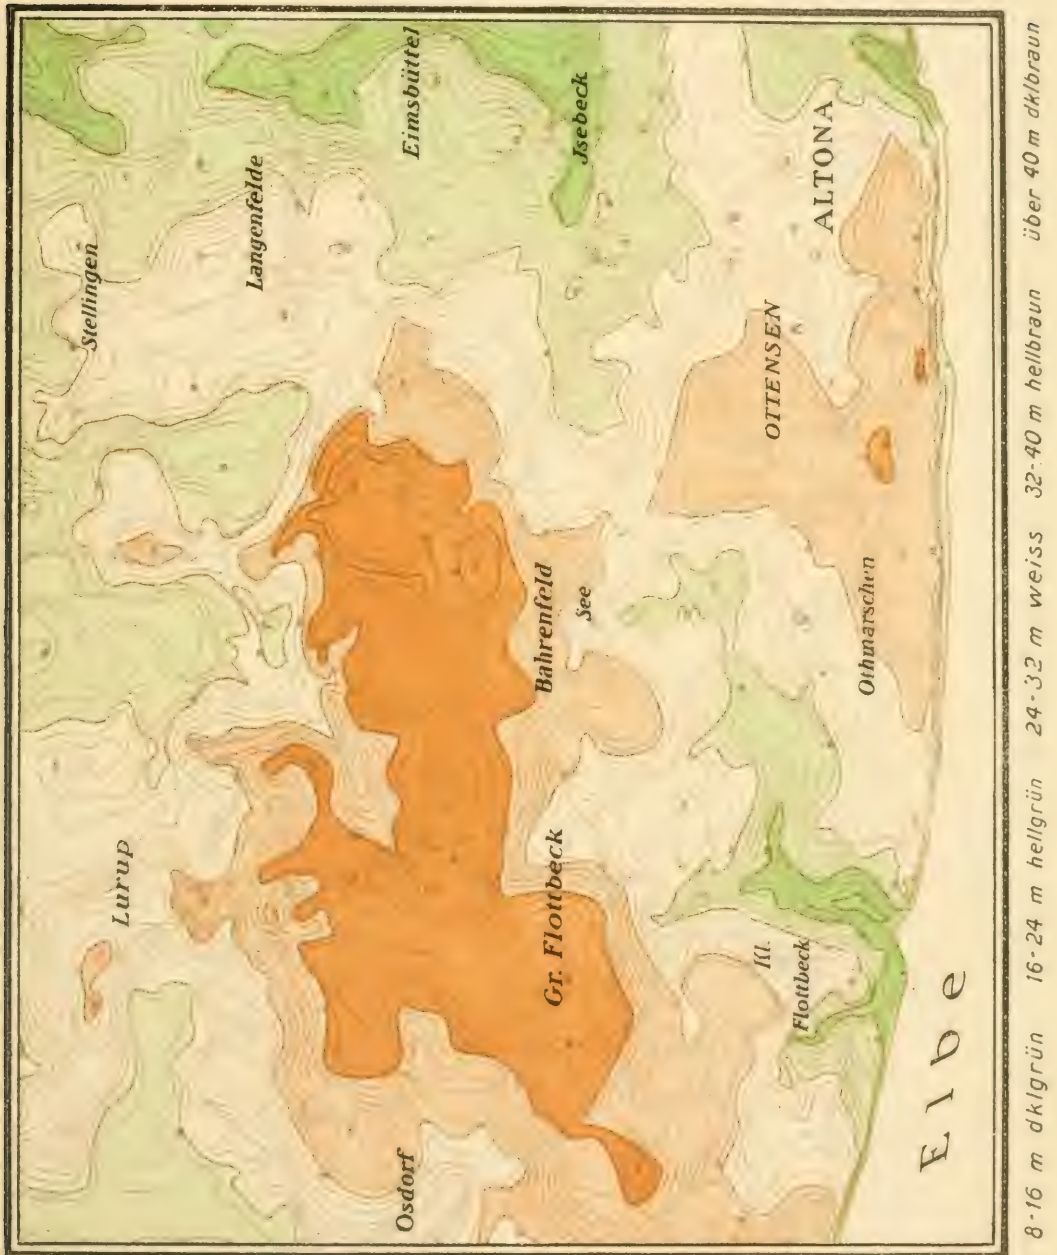 Lurup
Stellingen
Langenfelde
Osdorf
Eimsbüttel
Gr. Flottbeck
Bahrenfeld
See
Jsebeck
Kl.
Flottbeck
OTTENSEN
ALTONA
Othmarschen
Elbe
8-16 m dklgrün 16-24 m hellgrün 24-32 m weiss 32-40 m hellbraun über 40 m dklbraun